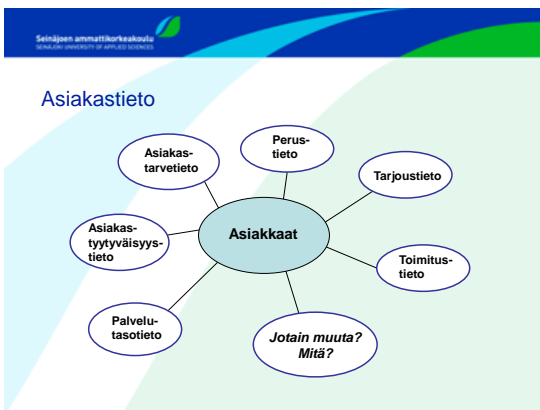 Seinäjoen ammattikorkeakoulu
SEINÄJOKI UNIVERSITY OF APPLIED SCIENCES
Asiakastieto
Perus-
tieto
Asiakas-
tarvetieto
Tarjoustieto
Asiakas-
tyytyväisyys-
tieto
Asiakkaat
Toimitus-
tieto
Palvelu-
tasotieto
Jotain muuta?
Mitä?